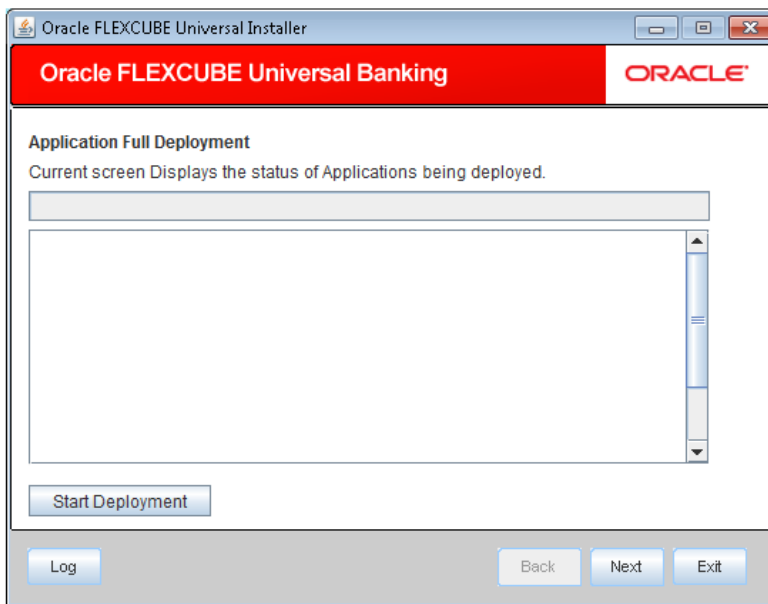 Oracle FLEXCUBE Universal Installer
Oracle FLEXCUBE Universal Banking
ORACLE
Application Full Deployment
Current screen Displays the status of Applications being deployed.
Start Deployment
Log
Back
Next
Exit